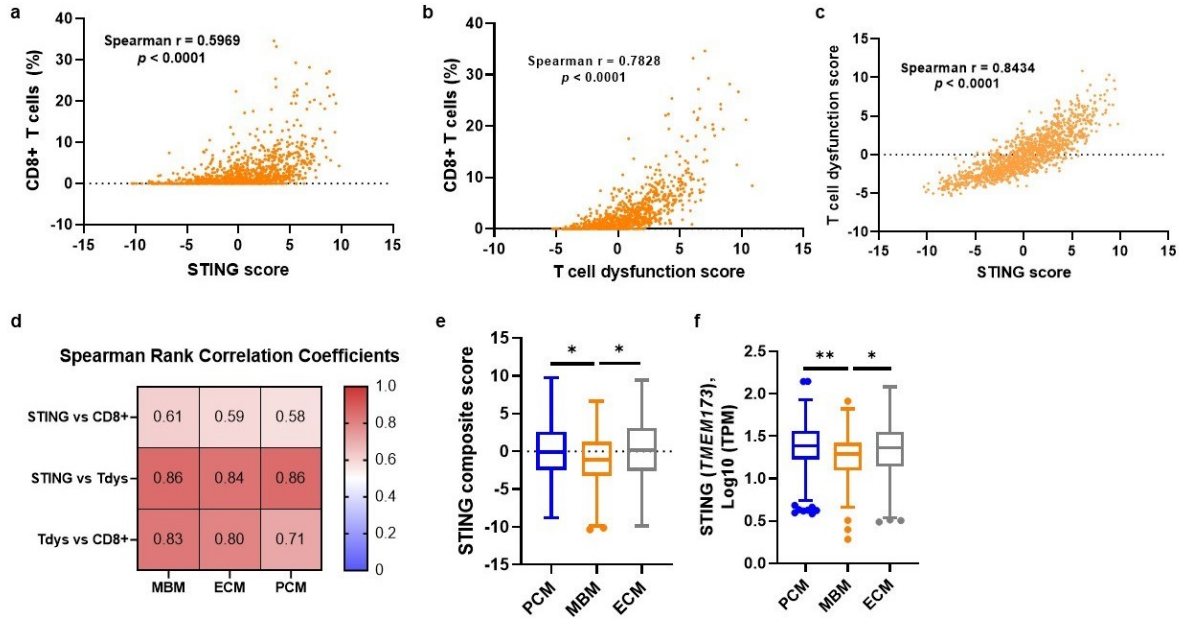 a
Spearman r = 0.5969
p < 0.0001
CD8+ T cells (%)
40
30
20
10
0
-10
-15
-10
-5
0
5
10
15
STING score
b
Spearman r = 0.7828
p < 0.0001
CD8+ T cells (%)
40
30
20
10
0
-10
-5
0
5
10
15
T cell dysfunction score
c
Spearman r = 0.8434
p < 0.0001
T cell dysfunction score
15
10
5
0
-5
-10
-15
-10
-5
0
5
10
15
STING score
d
Spearman Rank Correlation Coefficients
STING vs CD8+
0.61
0.59
0.58
STING vs Tdys
0.86
0.84
0.86
Tdys vs CD8+
0.83
0.80
0.71
MBM
ECM
PCM
1.0
0.8
0.6
0.4
0.2
0
e
STING composite score
15
10
5
0
-5
-10
-15
*
*
PCM
MBM
ECM
f
STING (TMEM173),
Log10 (TPM)
2.5
2.0
1.5
1.0
0.5
0.0
**
*
PCM
MBM
ECM